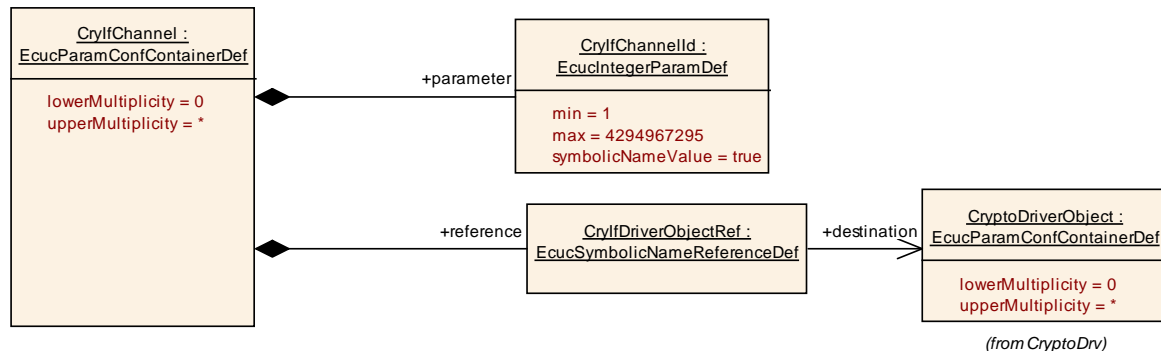 CryIfChannel :
EcucParamConfContainerDef
lowerMultiplicity = 0
upperMultiplicity = *
+parameter
CryIfChannelId :
EcucIntegerParamDef
min = 1
max = 4294967295
symbolicNameValue = true
+reference
CryIfDriverObjectRef :
EcucSymbolicNameReferenceDef
+destination
CryptoDriverObject :
EcucParamConfContainerDef
lowerMultiplicity = 0
upperMultiplicity = *
(from CryptoDrv)